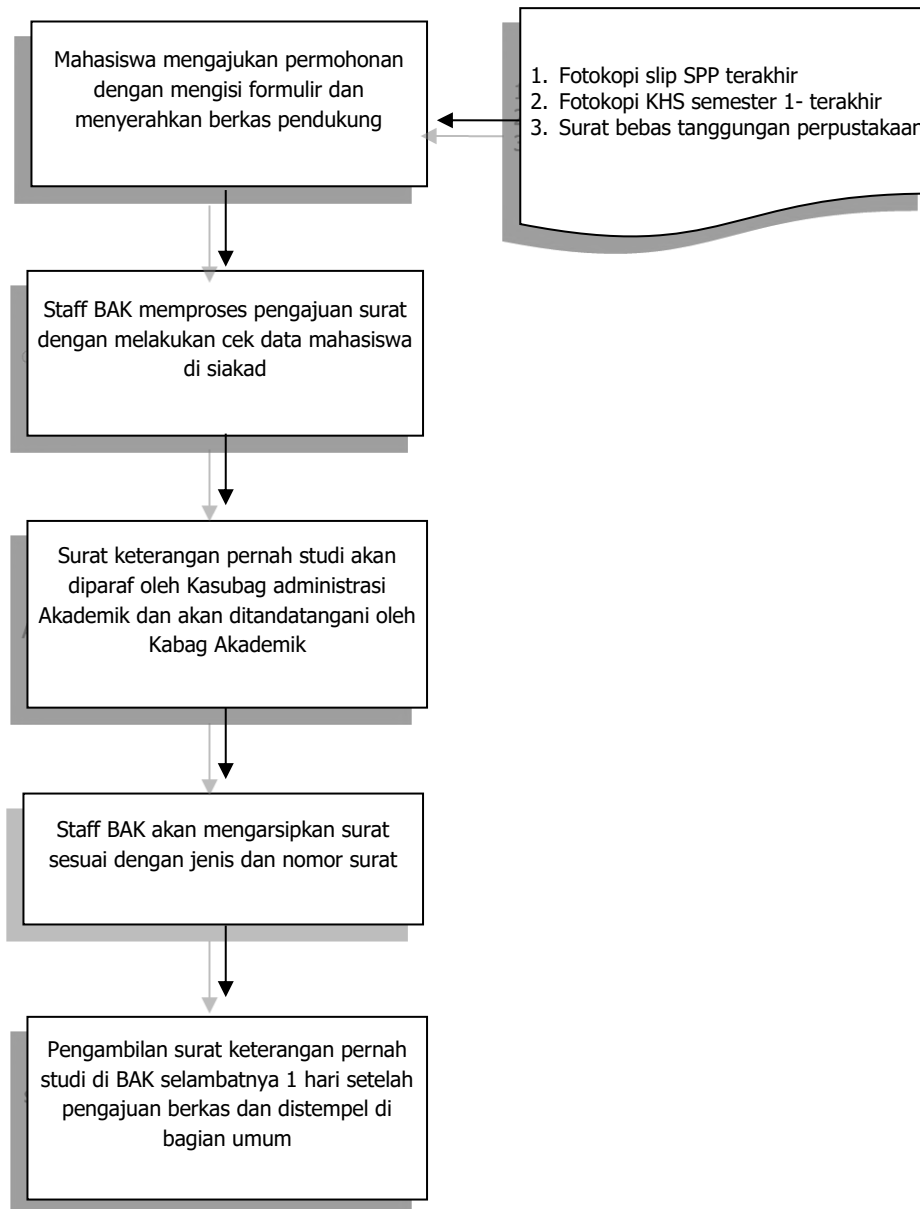 Mahasiswa mengajukan permohonan
dengan mengisi formulir dan
menyerahkan berkas pendukung
1. Fotokopi slip SPP terakhir
2. Fotokopi KHS semester 1- terakhir
3. Surat bebas tanggungan perpustakaan
Staff BAK memproses pengajuan surat
dengan melakukan cek data mahasiswa
di siakad
Surat keterangan pernah studi akan
diparaf oleh Kasubag administrasi
Akademik dan akan ditandatangani oleh
Kabag Akademik
Staff BAK akan mengarsipkan surat
sesuai dengan jenis dan nomor surat
Pengambilan surat keterangan pernah
studi di BAK selambatnya 1 hari setelah
pengajuan berkas dan distempel di
bagian umum